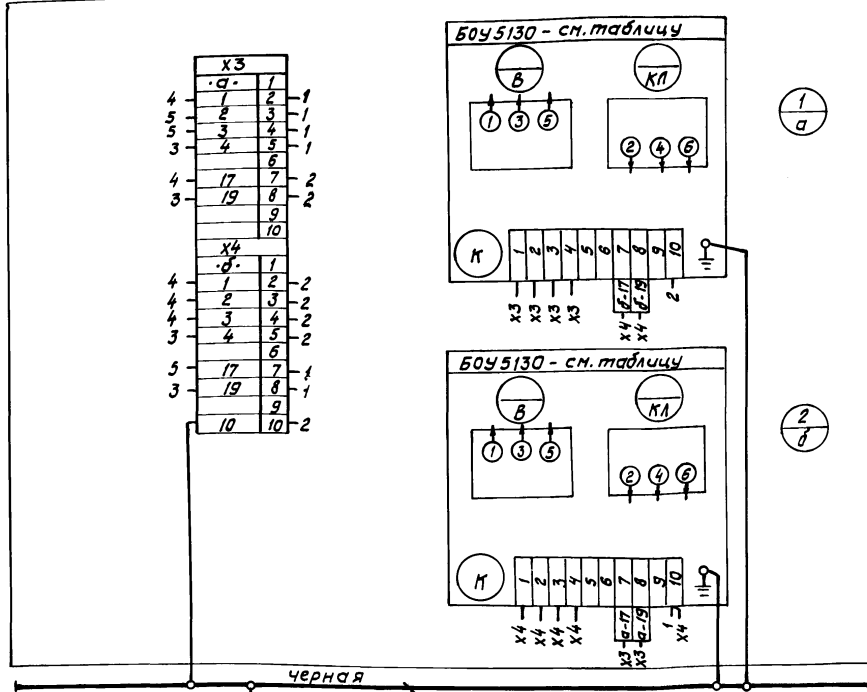 X3
·а· 1
4 1 2 1
5 2 3 1
5 3 4 1
3 4 5 1
6
4 17 7 2
3 19 8 2
9
10
X4
·б· 1
4 1 2 2
4 2 3 2
4 3 4 2
3 4 5 2
6
5 17 7 1
3 19 8 1
9
10 10 2
БОУ5130 - см. таблицу
В
КЛ
1 3 5
2 4 6
К
1 2 3 4 5 6 7 8 9 10
X3 X3 X3 X3 X4-б-17 X4-б-19 2
1
а
БОУ5130 - см. таблицу
В
КЛ
1 3 5
2 4 6
К
1 2 3 4 5 6 7 8 9 10
X4 X4 X4 X4 X3-а-17 X3-а-19 1 X4
2
б
черная